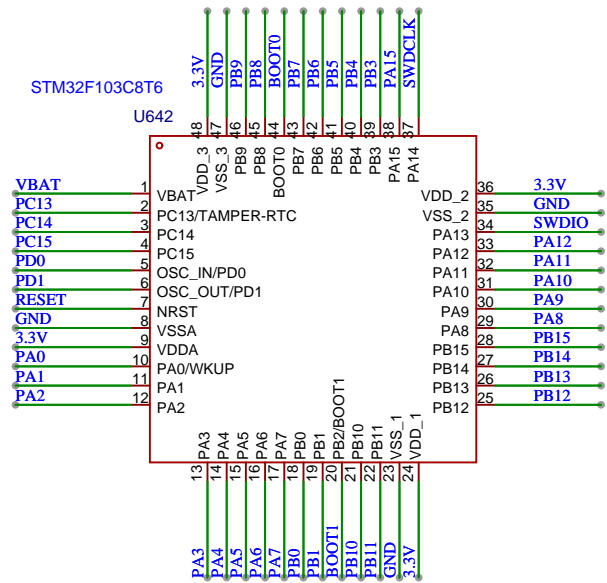 3.3V
GND
PB9
PB8
BOOT0
PB7
PB6
PB5
PB4
PB3
PA15
SWDCLK
STM32F103C8T6
U642
48
47
46
45
44
43
42
41
40
39
38
37
VDD_3
VSS_3
PB9
PB8
BOOT0
PB7
PB6
PB5
PB4
PB3
PA15
PA14
VBAT 1 VBAT
PC13 2 PC13/TAMPER-RTC
PC14 3 PC14
PC15 4 PC15
PD0 5 OSC_IN/PD0
PD1 6 OSC_OUT/PD1
RESET 7 NRST
GND 8 VSSA
3.3V 9 VDDA
PA0 10 PA0/WKUP
PA1 11 PA1
PA2 12 PA2
VDD_2 36 3.3V
VSS_2 35 GND
PA13 34 SWDIO
PA12 33 PA12
PA11 32 PA11
PA10 31 PA10
PA9 30 PA9
PA8 29 PA8
PB15 28 PB15
PB14 27 PB14
PB13 26 PB13
PB12 25 PB12
PA3
PA4
PA5
PA6
PA7
PB0
PB1
PB2/BOOT1
PB10
PB11
VSS_1
VDD_1
13
14
15
16
17
18
19
20
21
22
23
24
PA3
PA4
PA5
PA6
PA7
PB0
PB1
BOOT1
PB10
PB11
GND
3.3V